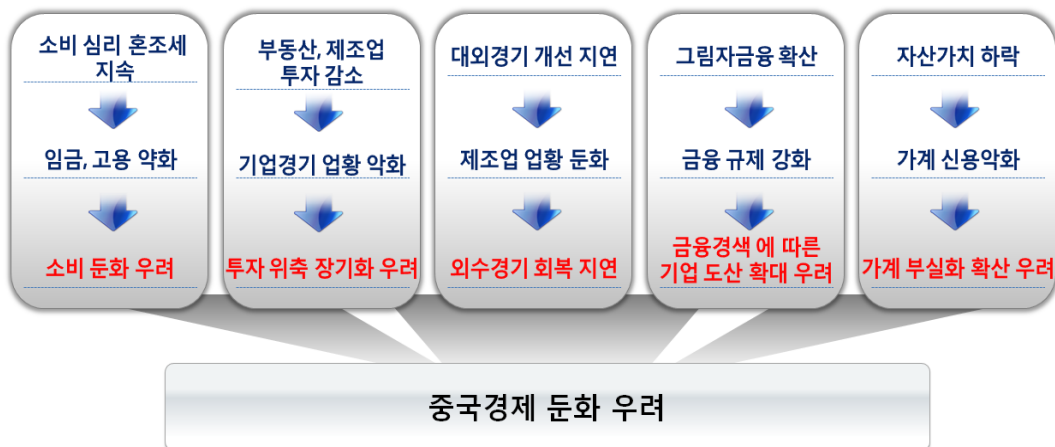 소비 심리 혼조세
지속
임금, 고용 약화
소비 둔화 우려
부동산, 제조업
투자 감소
기업경기 업황 악화
투자 위축 장기화 우려
대외경기 개선 지연
제조업 업황 둔화
외수경기 회복 지연
그림자금융 확산
금융 규제 강화
금융경색 에 따른
기업 도산 확대 우려
자산가치 하락
가계 신용악화
가계 부실화 확산 우려
중국경제 둔화 우려